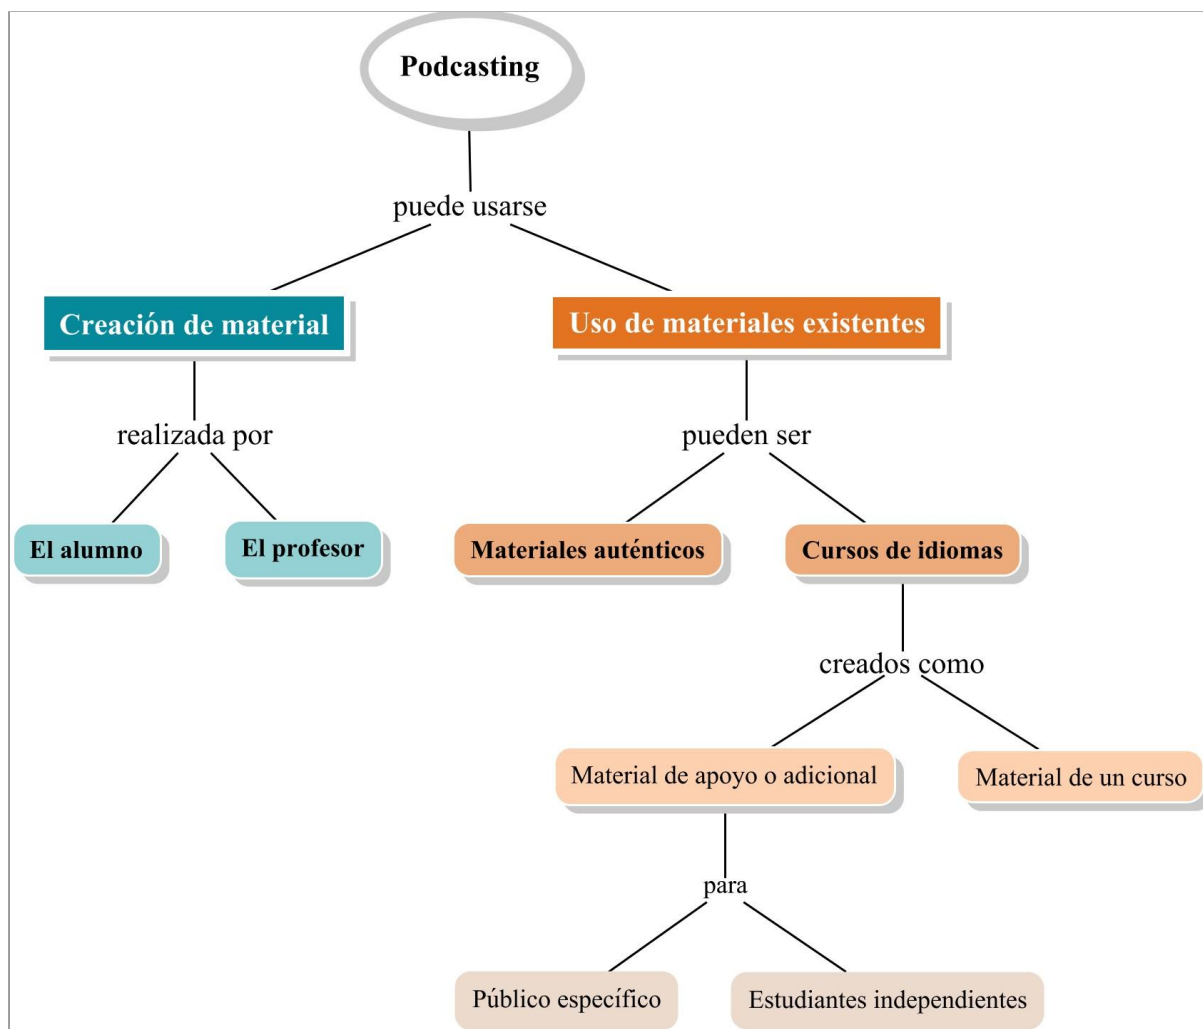 Podcasting
puede usarse
Creación de material
Uso de materiales existentes
realizada por
pueden ser
El alumno
El profesor
Materiales auténticos
Cursos de idiomas
creados como
Material de apoyo o adicional
Material de un curso
para
Público específico
Estudiantes independientes